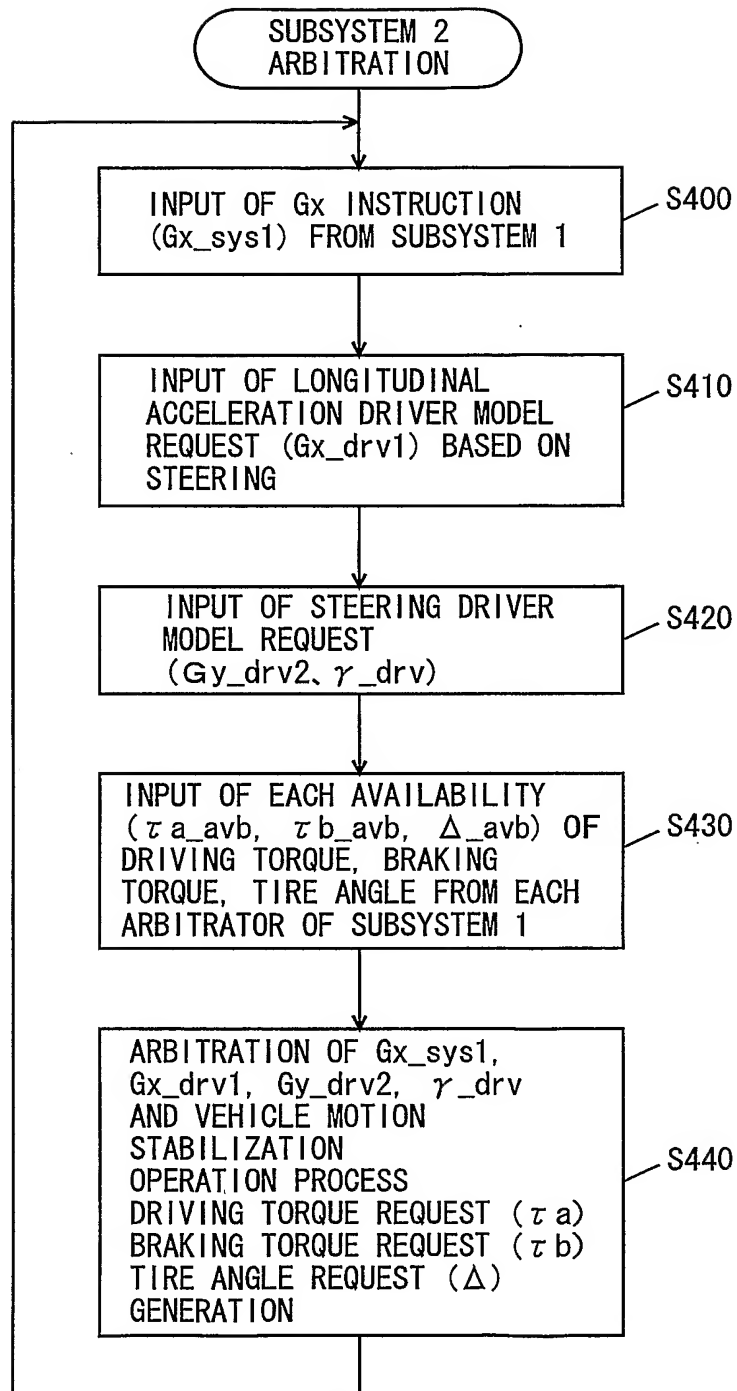 SUBSYSTEM 2
ARBITRATION
INPUT OF Gx INSTRUCTION
(Gx_sys1) FROM SUBSYSTEM 1
S400
INPUT OF LONGITUDINAL
ACCELERATION DRIVER MODEL
REQUEST (Gx_drv1) BASED ON
STEERING
S410
INPUT OF STEERING DRIVER
MODEL REQUEST
(Gy_drv2、γ_drv)
S420
INPUT OF EACH AVAILABILITY
(τa_avb, τb_avb, Δ_avb) OF
DRIVING TORQUE, BRAKING
TORQUE, TIRE ANGLE FROM EACH
ARBITRATOR OF SUBSYSTEM 1
S430
ARBITRATION OF Gx_sys1,
Gx_drv1, Gy_drv2, γ_drv
AND VEHICLE MOTION
STABILIZATION
OPERATION PROCESS
DRIVING TORQUE REQUEST (τa)
BRAKING TORQUE REQUEST (τb)
TIRE ANGLE REQUEST (Δ)
GENERATION
S440